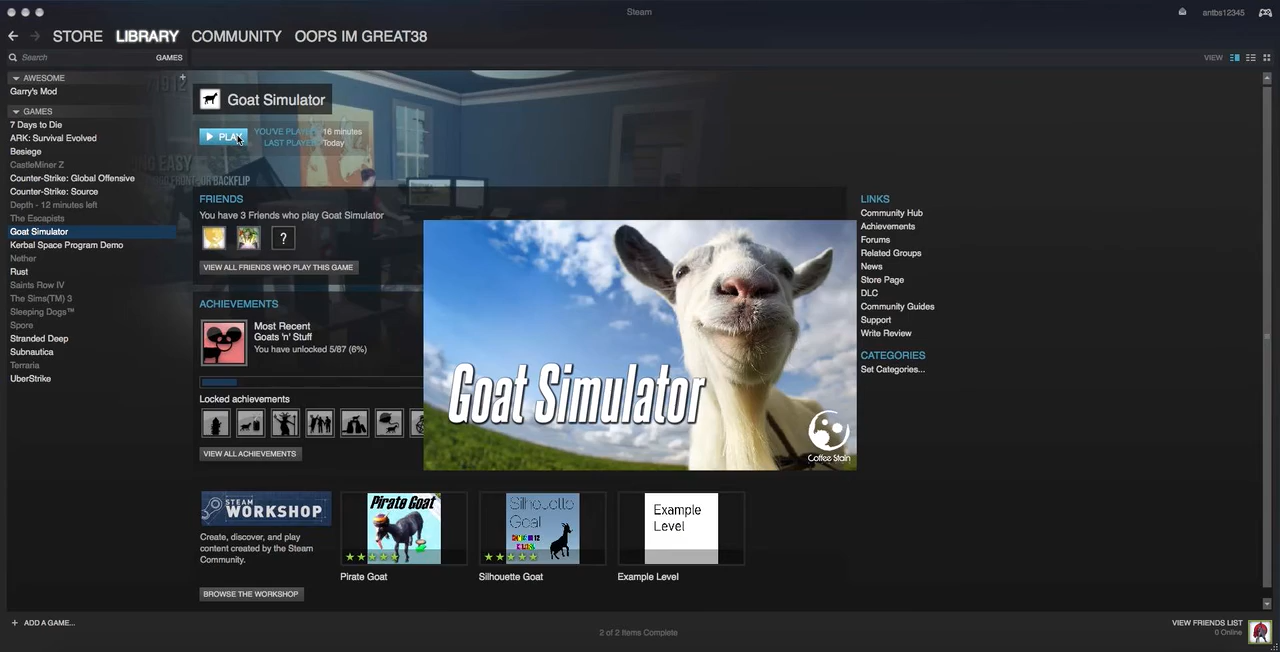 Steam
antbs12345
STORE LIBRARY COMMUNITY OOPS IM GREAT38
Search GAMES
VIEW
AWESOME +
Garry's Mod
GAMES
7 Days to Die
ARK: Survival Evolved
Besiege
CastleMiner Z
Counter-Strike: Global Offensive
Counter-Strike: Source
Depth - 12 minutes left
The Escapists
Goat Simulator
Kerbal Space Program Demo
Nether
Rust
Saints Row IV
The Sims(TM) 3
Sleeping Dogs™
Spore
Stranded Deep
Subnautica
Terraria
UberStrike
Goat Simulator
PLAY
16 minutes
Today
FRIENDS
You have 3 Friends who play Goat Simulator
?
VIEW ALL FRIENDS WHO PLAY THIS GAME
ACHIEVEMENTS
Most Recent
Goats 'n' Stuff
You have unlocked 5/87 (6%)
Locked achievements
VIEW ALL ACHIEVEMENTS
Goat Simulator
Coffee Stain
LINKS
Community Hub
Achievements
Forums
Related Groups
News
Store Page
DLC
Community Guides
Support
Write Review
CATEGORIES
Set Categories...
STEAM
WORKSHOP
Create, discover, and play
content created by the Steam
Community.
BROWSE THE WORKSHOP
Pirate Goat
Pirate Goat
Silhouette
Goat
Silhouette Goat
Example
Level
Example Level
+ ADD A GAME...
2 of 2 Items Complete
VIEW FRIENDS LIST
0 Online